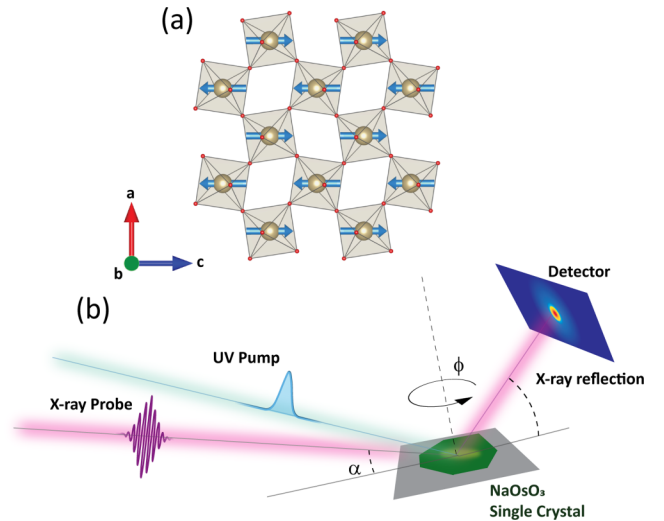 (a)
a
b
c
(b)
Detector
UV Pump
ϕ
X-ray Probe
X-ray reflection
α
NaOsO₃
Single Crystal